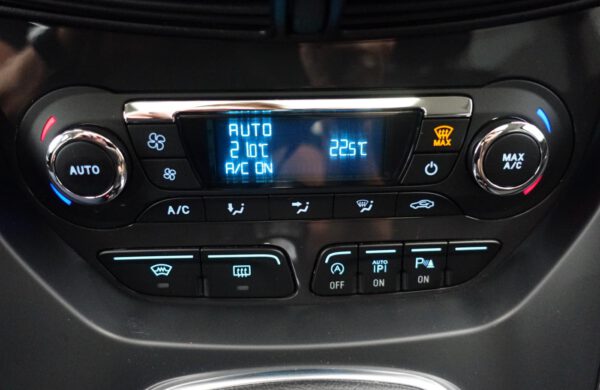 AUTO
AUTO
21.0℃
A/C ON
22.5℃
MAX
MAX
A/C
A/C
A
OFF
AUTO
P
ON
P
ON